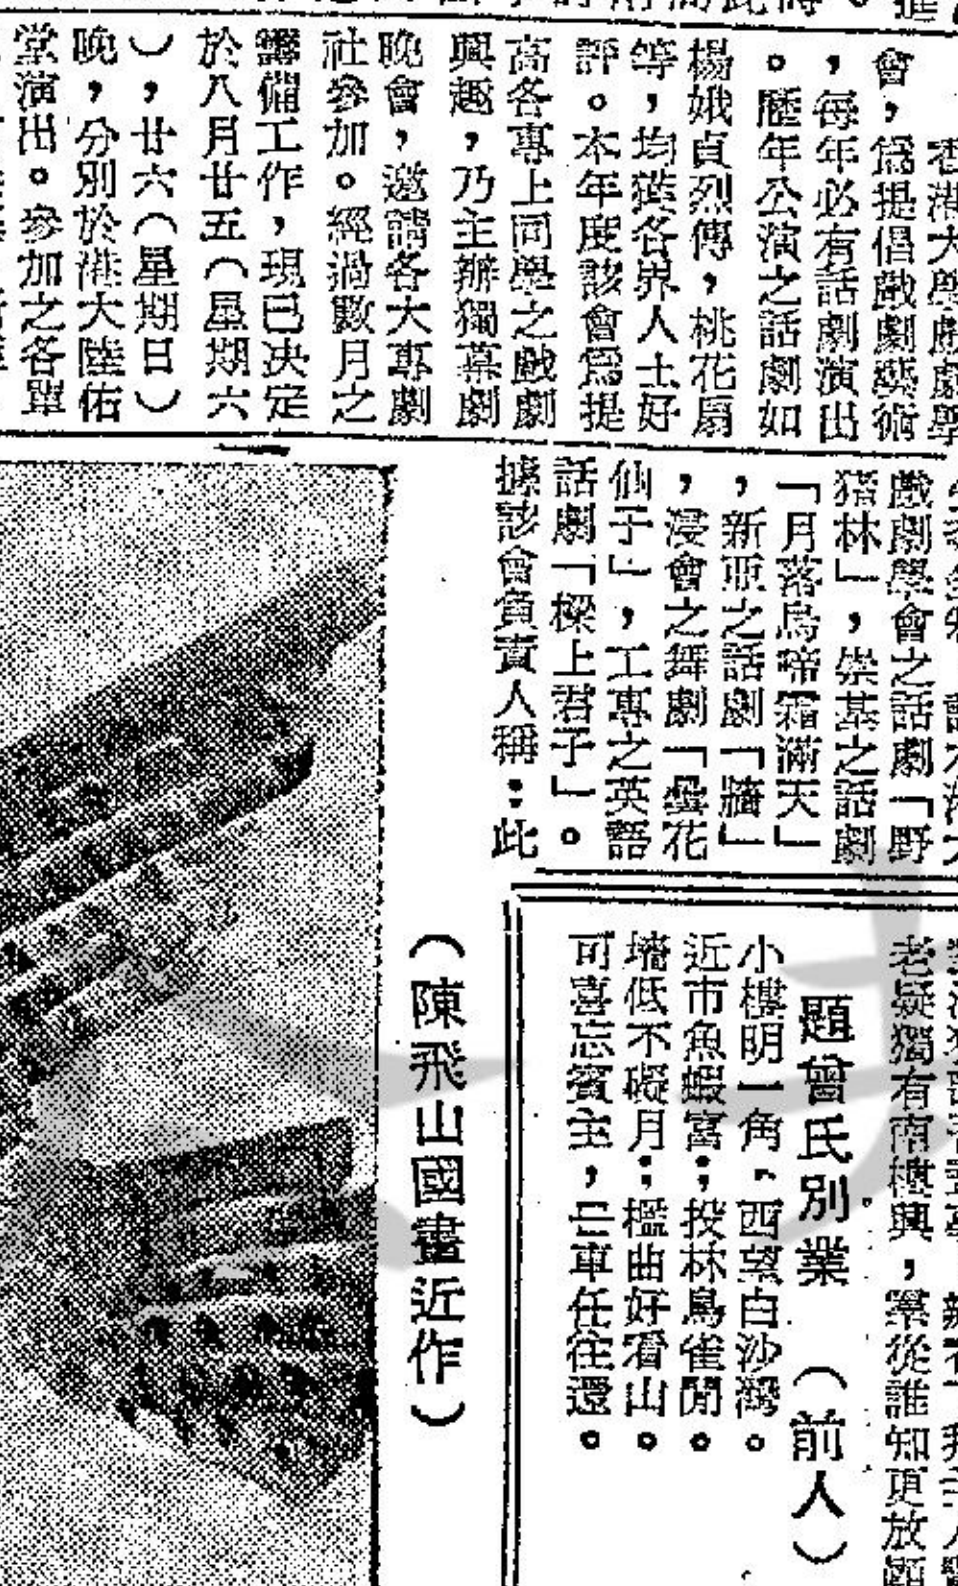 香港大學戲劇學
會，為提倡戲劇藝術
，每年必有話劇演出
。歷年公演之話劇如
楊娥貞烈傳，桃花扇
等，均獲各界人士好
評。本年度該會為提
高各專上同學之戲劇
興趣，乃主辦獨幕劇
晚會，邀請各大專劇
社參加。經過數月之
籌備工作，現已決定
於八月廿五（星期六
），廿六（星期日）
晚，分別於港大陸佑
堂演出。參加之各單
戲劇學會之話劇「野
豬林」，崇基之話劇
「月落烏啼霜滿天」
，新亞之話劇「牆」
，浸會之舞劇「曇花
仙子」，工專之英語
話劇「樑上君子」。
據該會負責人稱：此
老疑獨有南樓興，羣從誰知更放顛
題曾氏別業　（前人）
小樓明一角，西望白沙灣。
近市魚蝦富；投林鳥雀閒。
墻低不礙月；檻曲好看山。
可喜忘賓主，車任往還。
（陳飛山國畫近作）